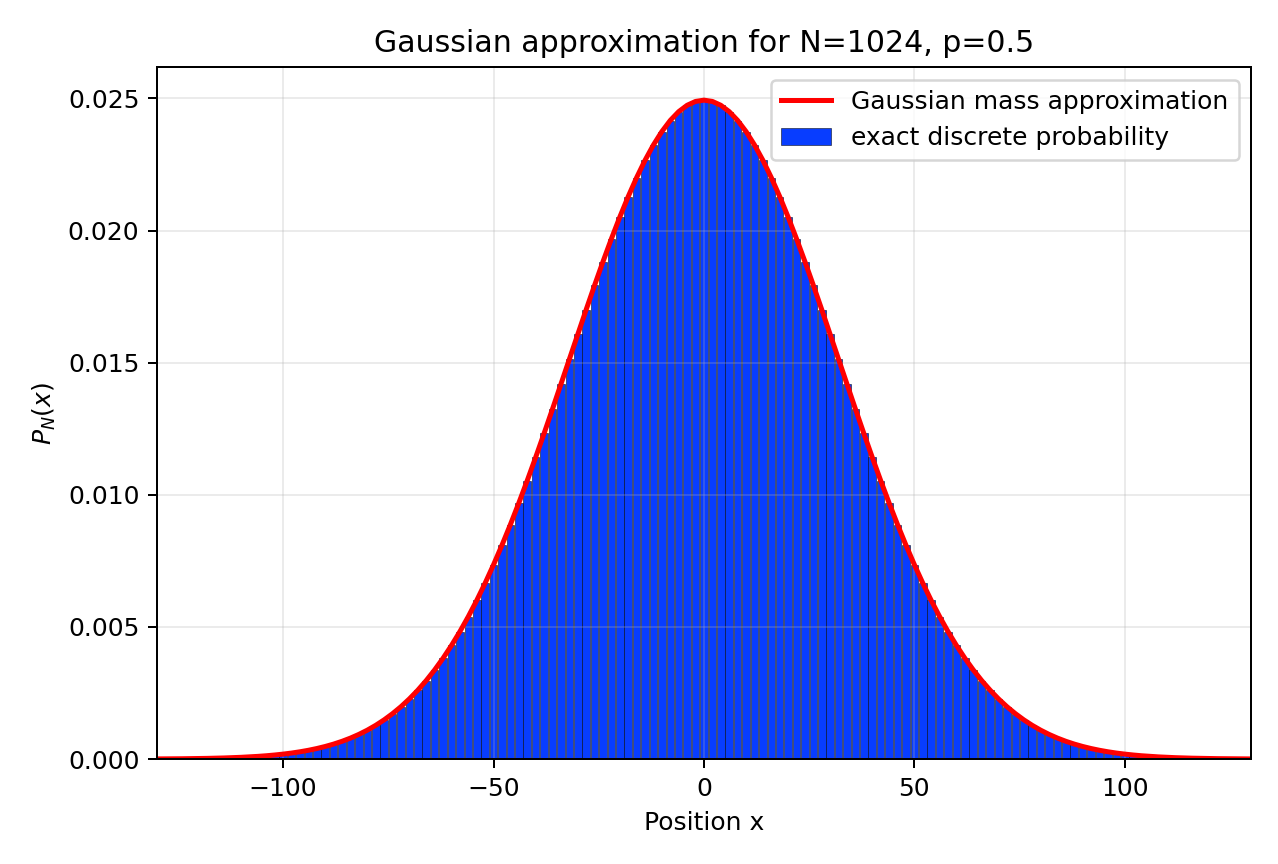 Gaussian approximation for N=1024, p=0.5
Gaussian mass approximation
exact discrete probability
0.025
0.020
0.015
0.010
0.005
0.000
P_N(x)
−100
−50
0
50
100
Position x